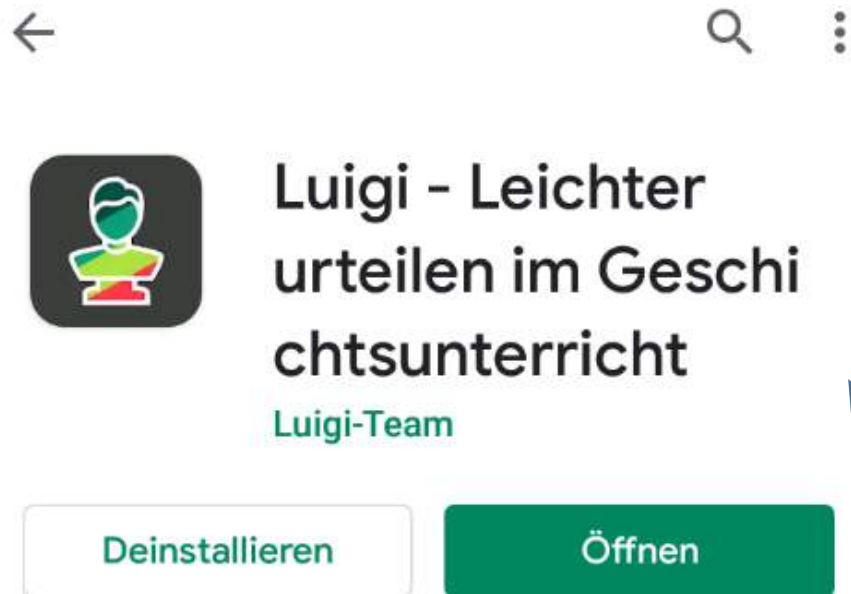 Luigi - Leichter
urteilen im Geschi
chtsunterricht
Luigi-Team
Deinstallieren
Öffnen